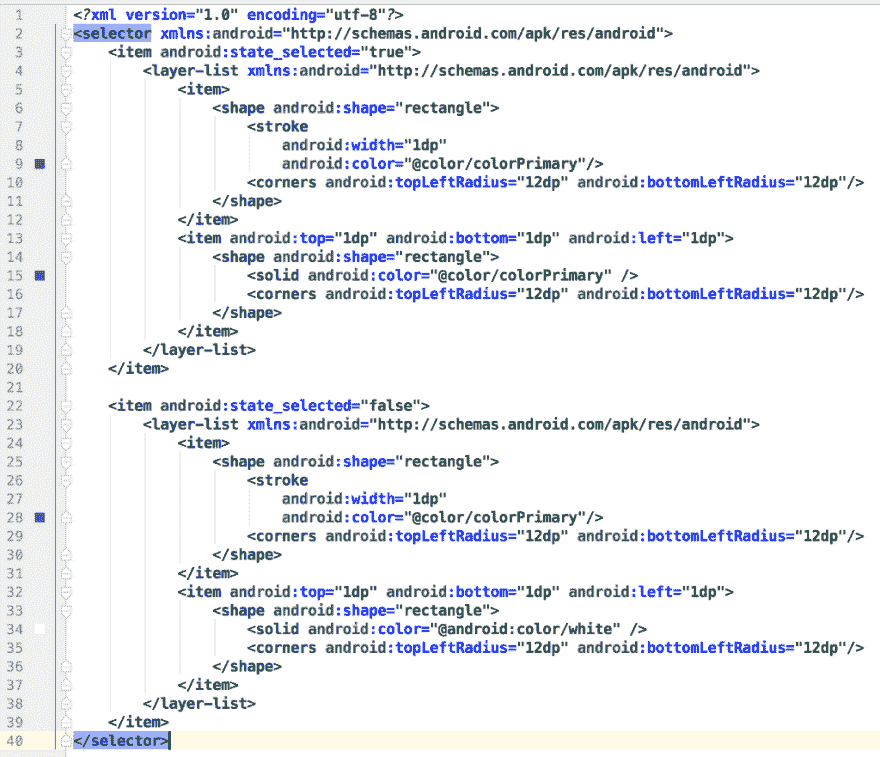 1 <?xml version="1.0" encoding="utf-8"?>
2 <selector xmlns:android="http://schemas.android.com/apk/res/android">
3 <item android:state_selected="true">
4 <layer-list xmlns:android="http://schemas.android.com/apk/res/android">
5 <item>
6 <shape android:shape="rectangle">
7 <stroke
8 android:width="1dp"
9 android:color="@color/colorPrimary"/>
10 <corners android:topLeftRadius="12dp" android:bottomLeftRadius="12dp"/>
11 </shape>
12 </item>
13 <item android:top="1dp" android:bottom="1dp" android:left="1dp">
14 <shape android:shape="rectangle">
15 <solid android:color="@color/colorPrimary" />
16 <corners android:topLeftRadius="12dp" android:bottomLeftRadius="12dp"/>
17 </shape>
18 </item>
19 </layer-list>
20 </item>
21
22 <item android:state_selected="false">
23 <layer-list xmlns:android="http://schemas.android.com/apk/res/android">
24 <item>
25 <shape android:shape="rectangle">
26 <stroke
27 android:width="1dp"
28 android:color="@color/colorPrimary"/>
29 <corners android:topLeftRadius="12dp" android:bottomLeftRadius="12dp"/>
30 </shape>
31 </item>
32 <item android:top="1dp" android:bottom="1dp" android:left="1dp">
33 <shape android:shape="rectangle">
34 <solid android:color="@android:color/white" />
35 <corners android:topLeftRadius="12dp" android:bottomLeftRadius="12dp"/>
36 </shape>
37 </item>
38 </layer-list>
39 </item>
40 </selector>